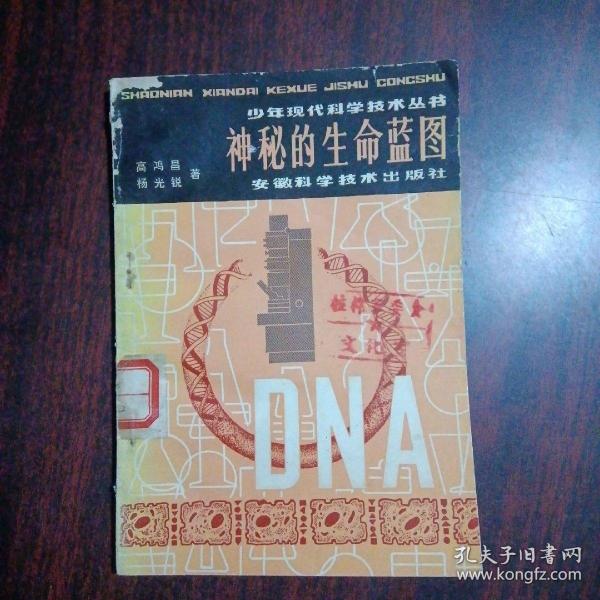 SHAONIAN XIANDAI KEXUE JISHU CONGSHU
少年现代科学技术丛书
神秘的生命蓝图
高鸿昌
杨光锐
著
安徽科学技术出版社
DNA
文化
孔夫子旧书网
www.kongfz.com